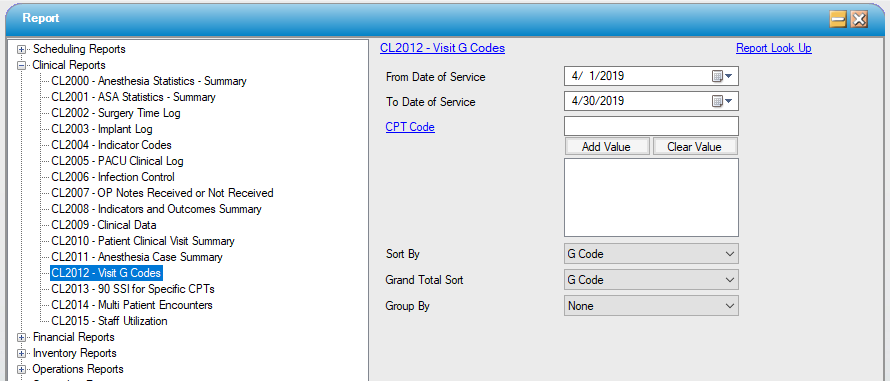 Report
Scheduling Reports
Clinical Reports
CL2000 - Anesthesia Statistics - Summary
CL2001 - ASA Statistics - Summary
CL2002 - Surgery Time Log
CL2003 - Implant Log
CL2004 - Indicator Codes
CL2005 - PACU Clinical Log
CL2006 - Infection Control
CL2007 - OP Notes Received or Not Received
CL2008 - Indicators and Outcomes Summary
CL2009 - Clinical Data
CL2010 - Patient Clinical Visit Summary
CL2011 - Anesthesia Case Summary
CL2012 - Visit G Codes
CL2013 - 90 SSI for Specific CPTs
CL2014 - Multi Patient Encounters
CL2015 - Staff Utilization
Financial Reports
Inventory Reports
Operations Reports
CL2012 - Visit G Codes Report Look Up
From Date of Service 4/ 1/2019
To Date of Service 4/30/2019
CPT Code
Add Value Clear Value
Sort By G Code
Grand Total Sort G Code
Group By None